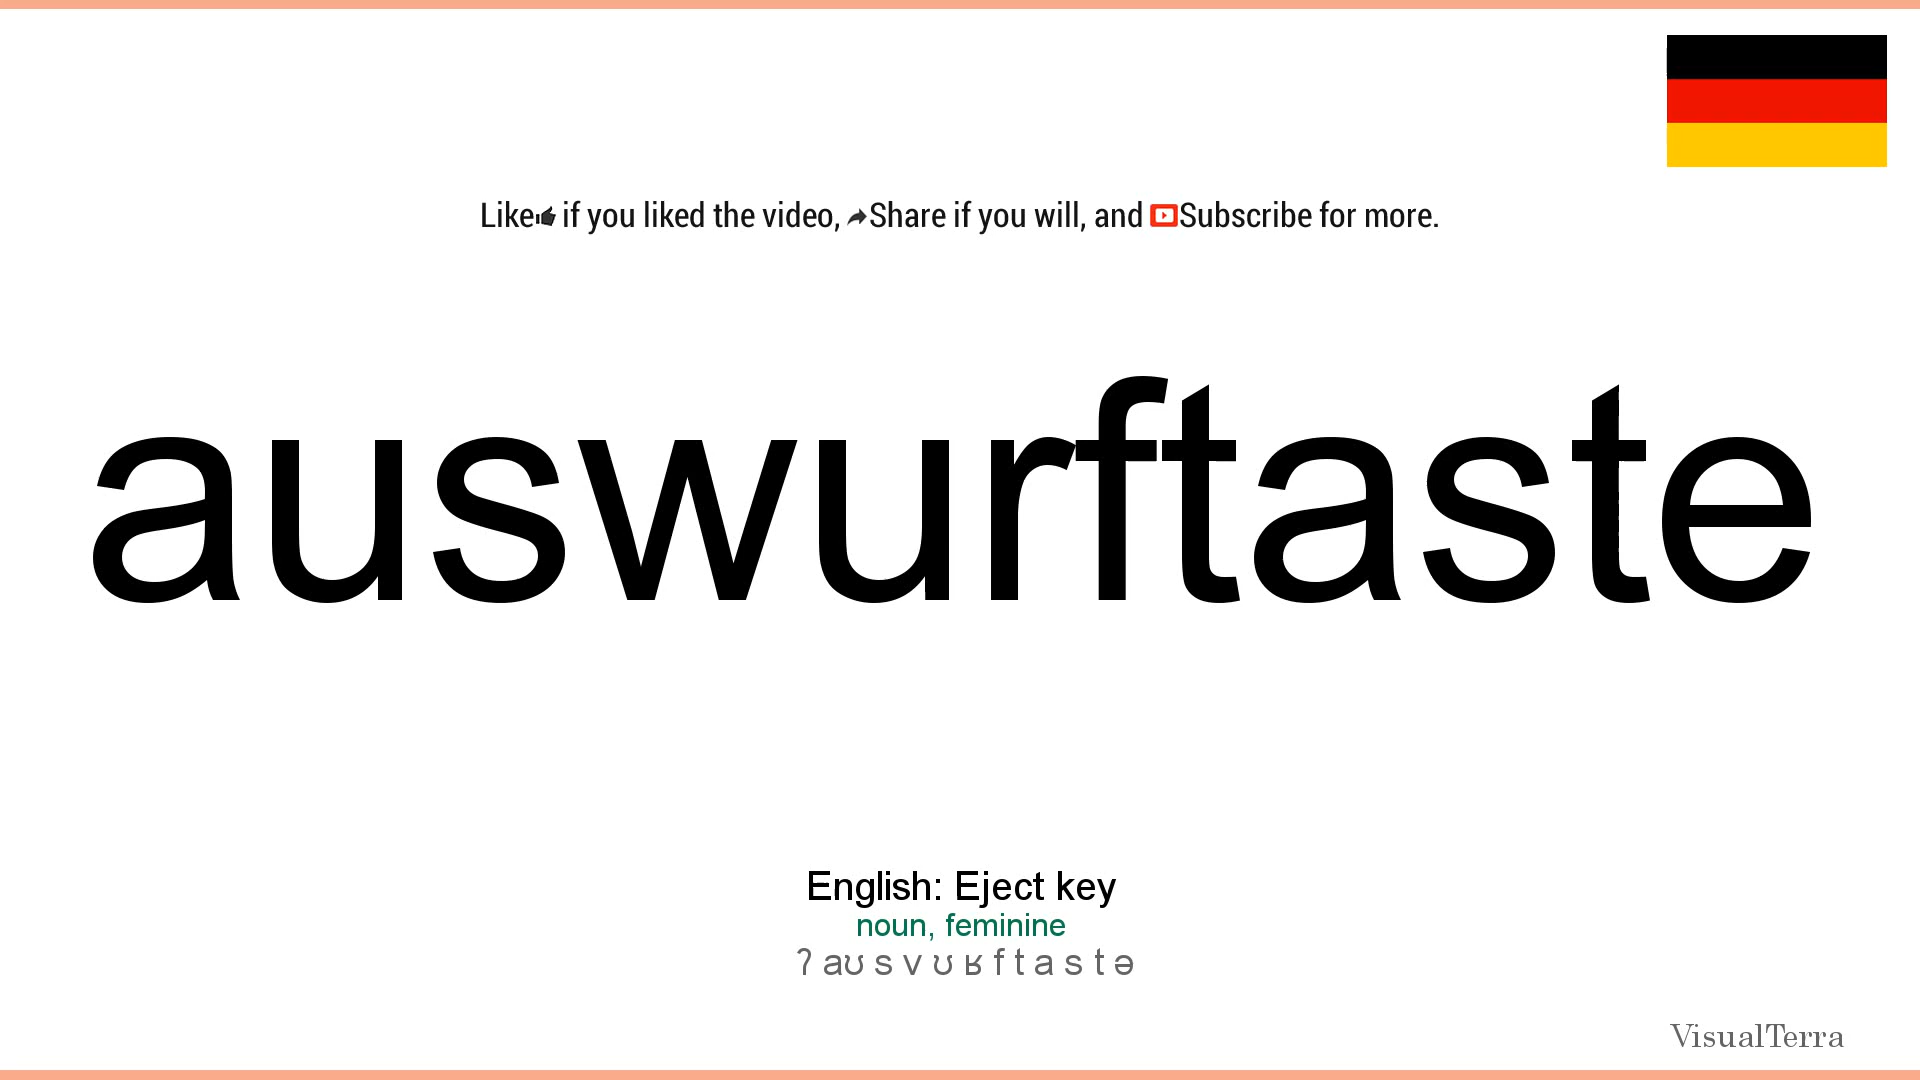 Like if you liked the video, Share if you will, and Subscribe for more.
auswurftaste
English: Eject key
noun, feminine
ʔ aʊ s v ʊ ʁ f t a s t ə
VisualTerra